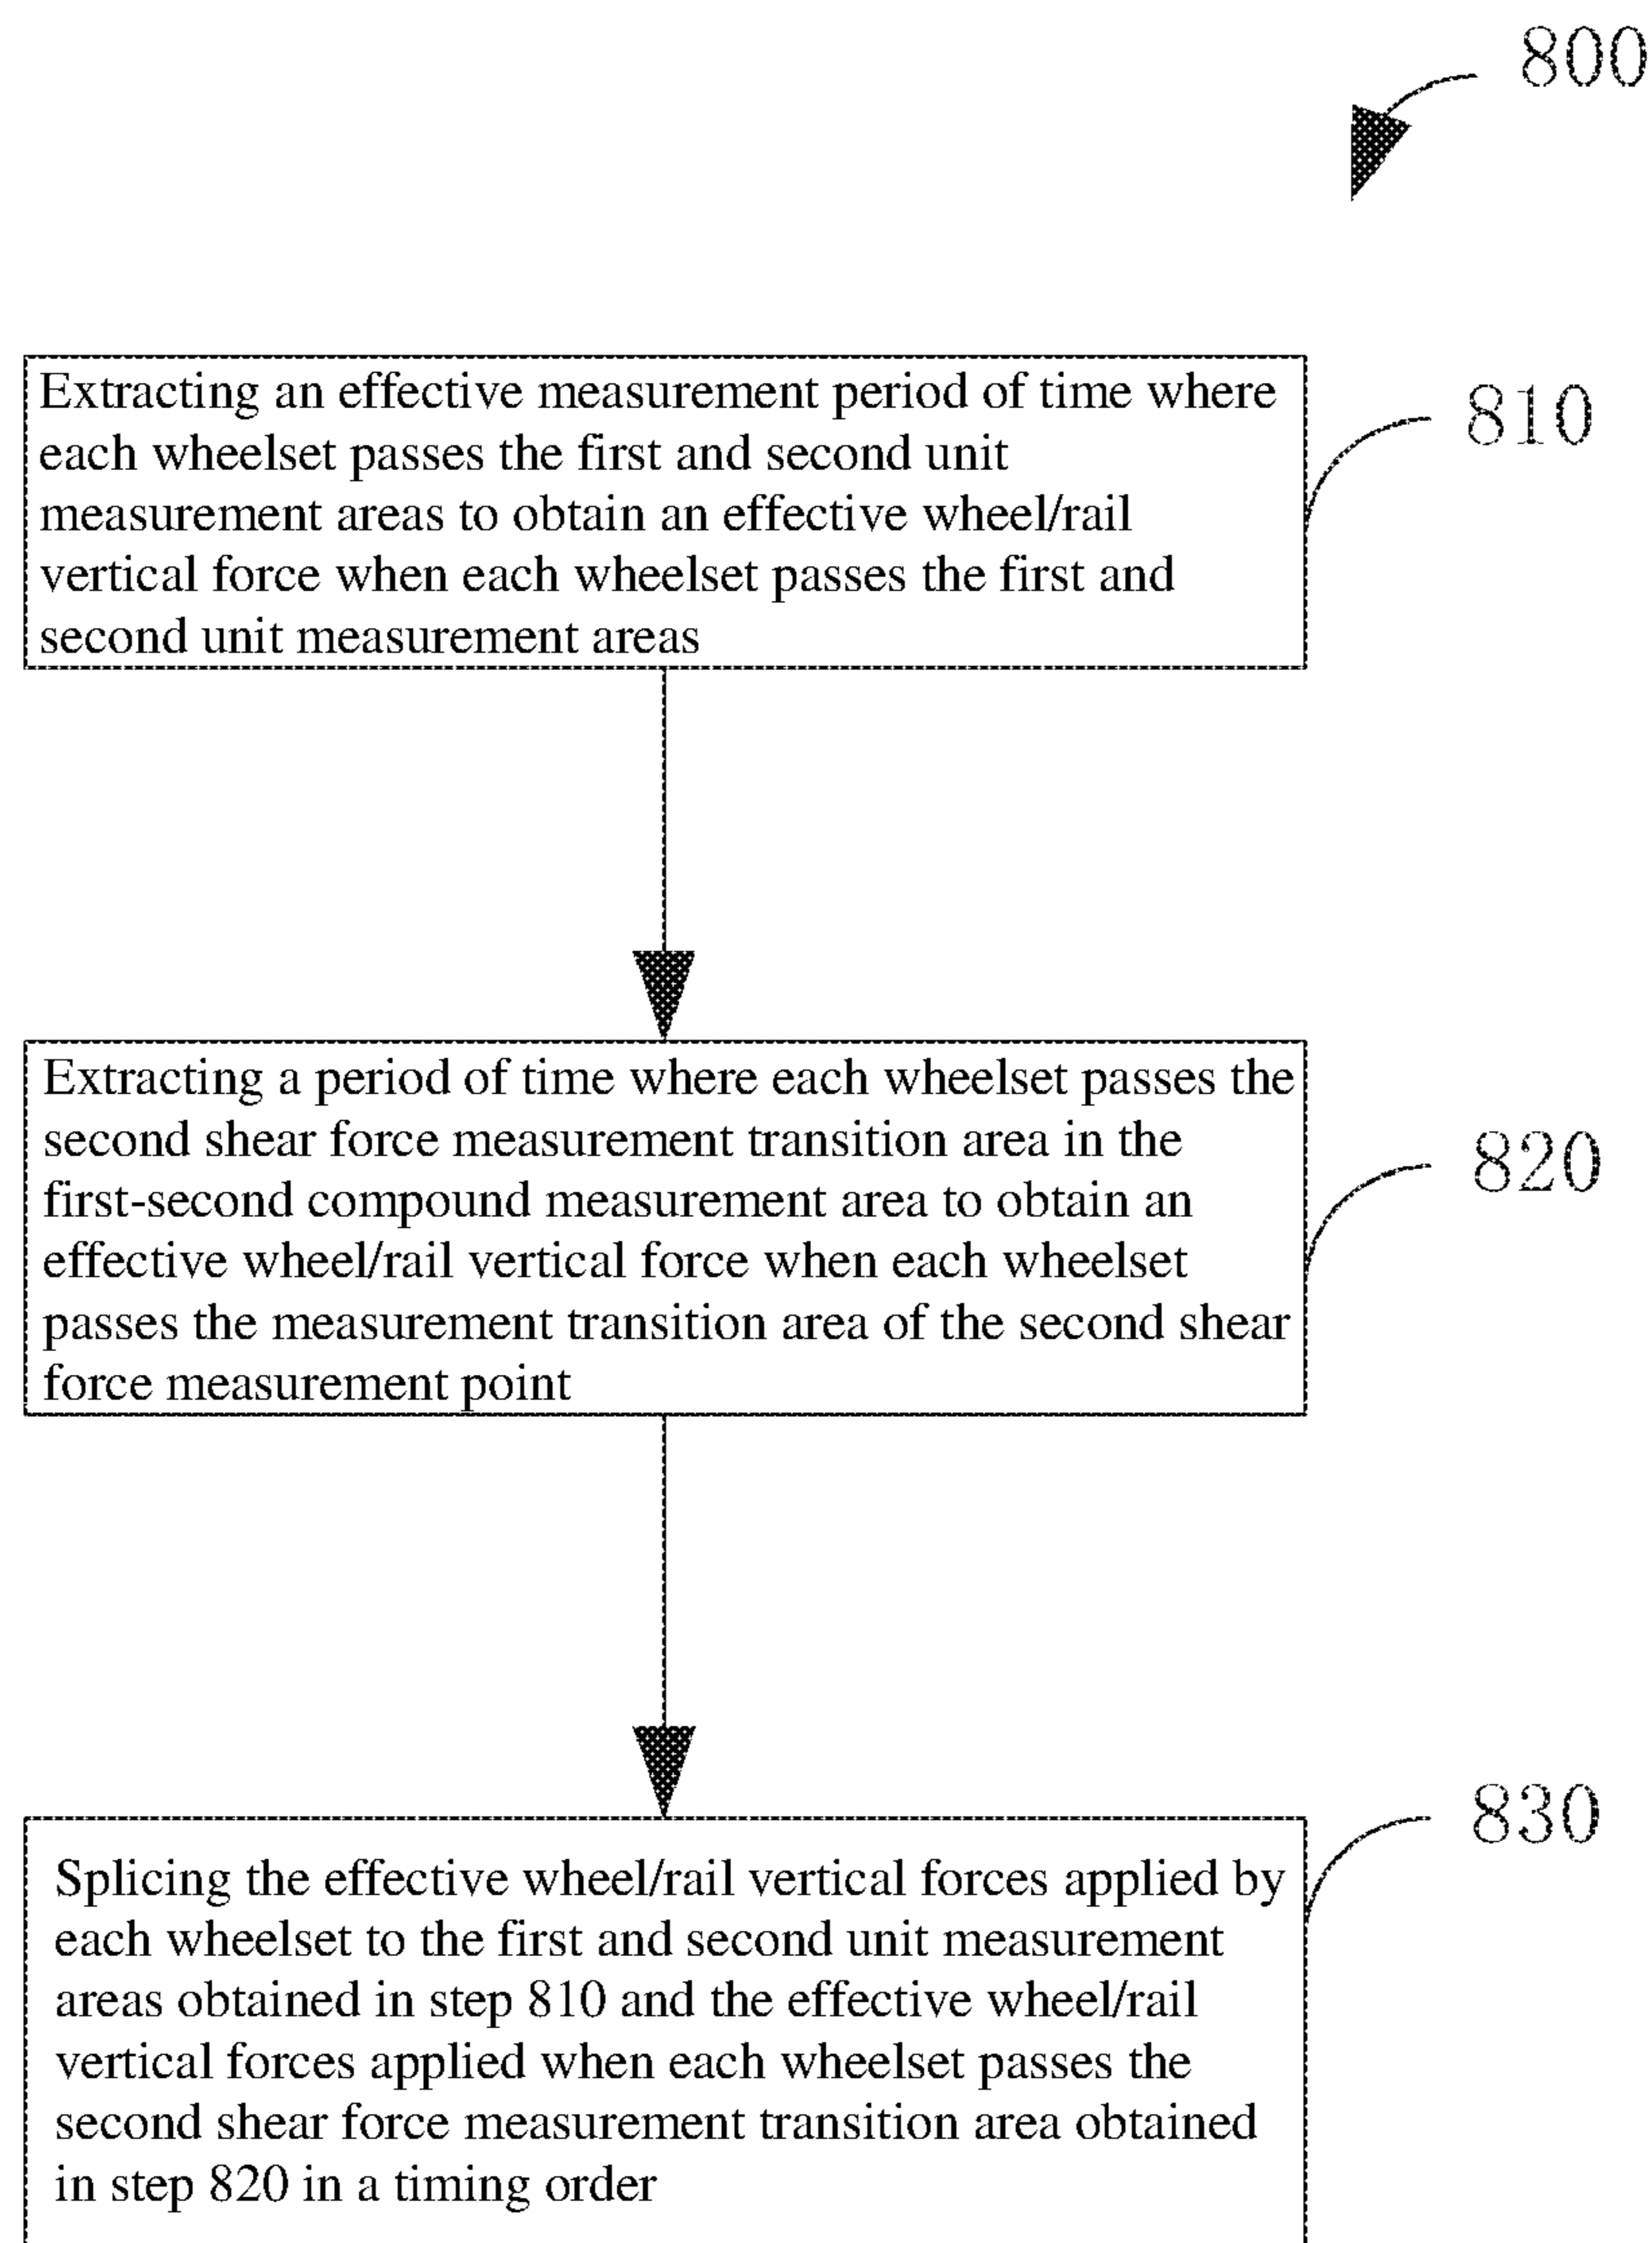 800
Extracting an effective measurement period of time where
each wheelset passes the first and second unit
measurement areas to obtain an effective wheel/rail
vertical force when each wheelset passes the first and
second unit measurement areas
810
Extracting a period of time where each wheelset passes the
second shear force measurement transition area in the
first-second compound measurement area to obtain an
effective wheel/rail vertical force when each wheelset
passes the measurement transition area of the second shear
force measurement point
820
Splicing the effective wheel/rail vertical forces applied by
each wheelset to the first and second unit measurement
areas obtained in step 810 and the effective wheel/rail
vertical forces applied when each wheelset passes the
second shear force measurement transition area obtained
in step 820 in a timing order
830